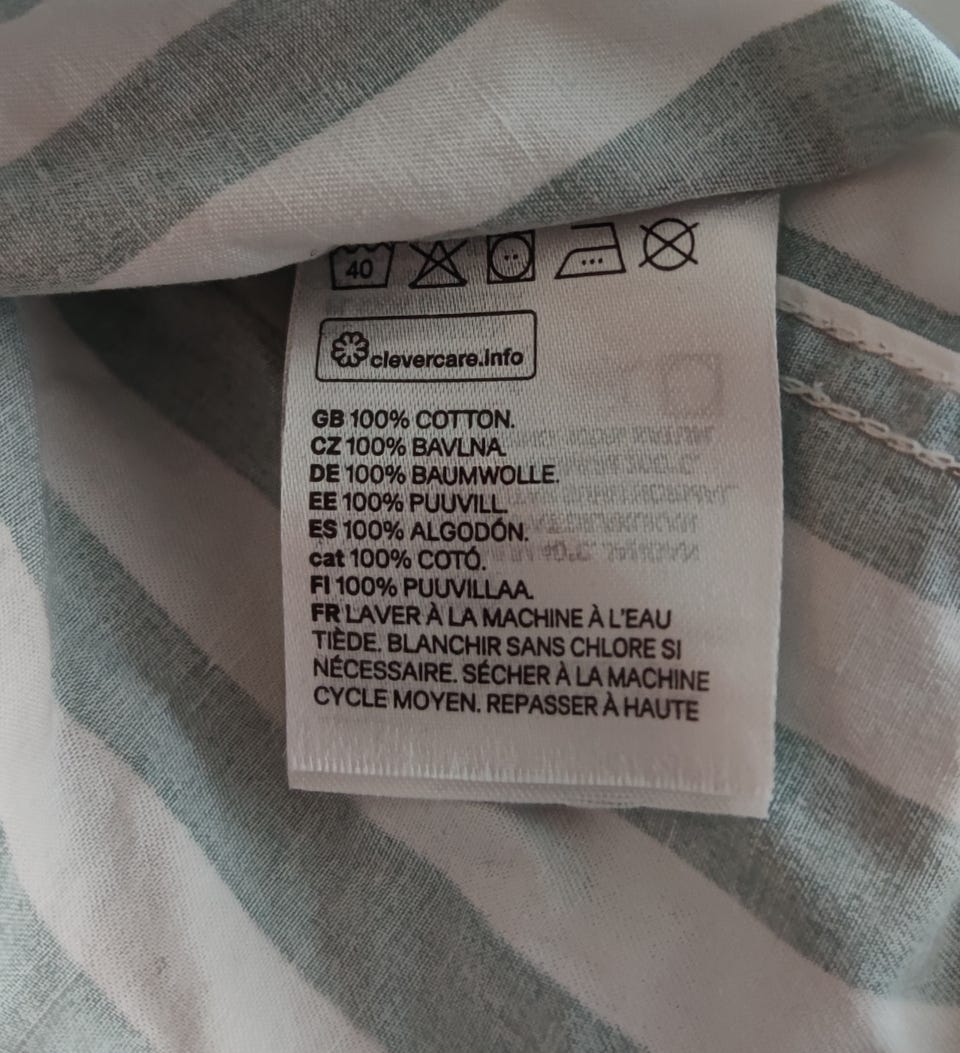 40
clevercare.info
GB 100% COTTON.
CZ 100% BAVLNA.
DE 100% BAUMWOLLE.
EE 100% PUUVILL.
ES 100% ALGODÓN.
cat 100% COTÓ.
FI 100% PUUVILLAA.
FR LAVER À LA MACHINE À L'EAU
TIÈDE. BLANCHIR SANS CHLORE SI
NÉCESSAIRE. SÉCHER À LA MACHINE
CYCLE MOYEN. REPASSER À HAUTE